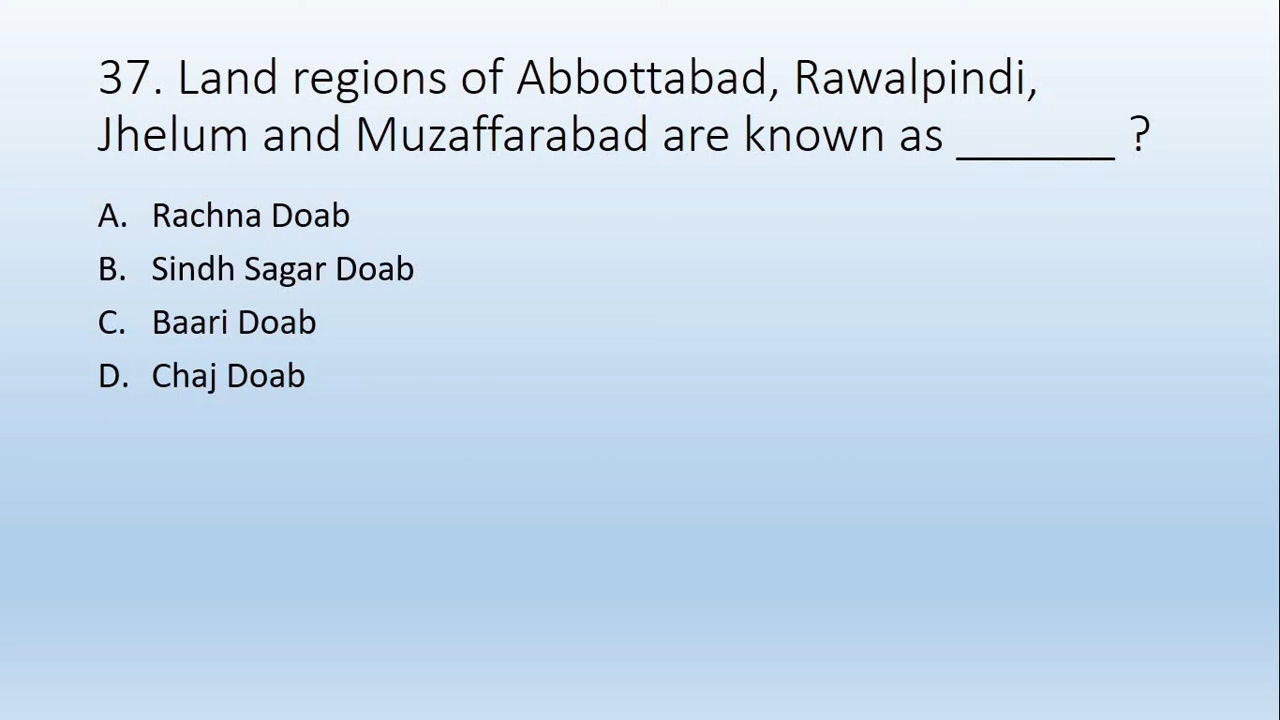 37. Land regions of Abbottabad, Rawalpindi,
Jhelum and Muzaffarabad are known as _______ ?
A. Rachna Doab
B. Sindh Sagar Doab
C. Baari Doab
D. Chaj Doab